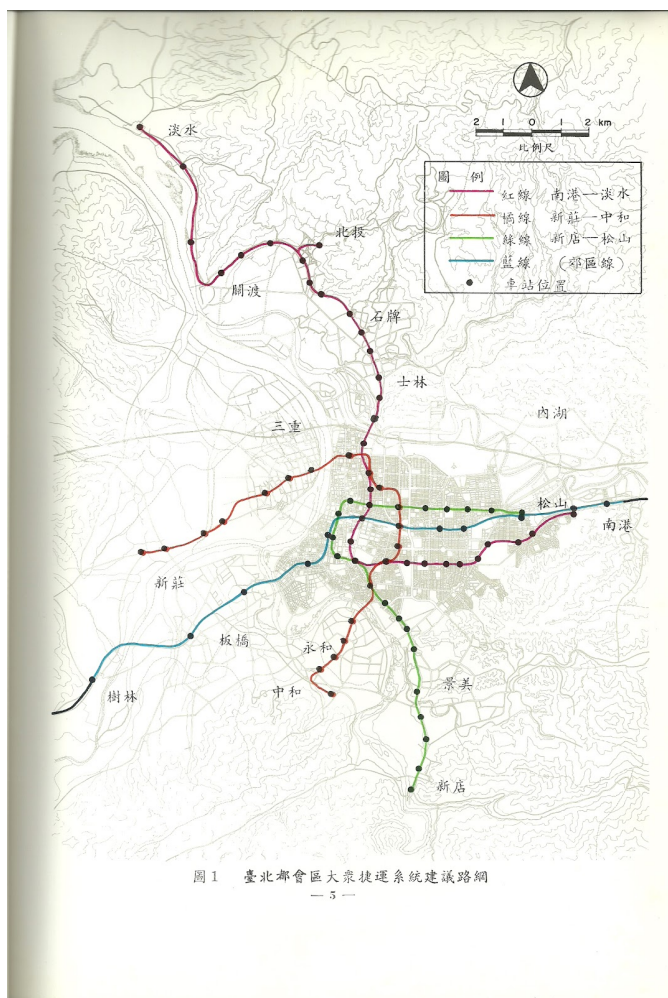 淡水
2 1 0 1 2 km
比例尺
圖 例
紅線 南港—淡水
橋線 新莊—中和
綠線 新店—松山
籃線 (郊區線)
車站位置
北投
關渡
石牌
士林
內湖
三重
松山
南港
新莊
板橋
永和
景美
樹林
中和
新店
圖1 臺北都會區大眾捷運系統建議路網
— 5 —